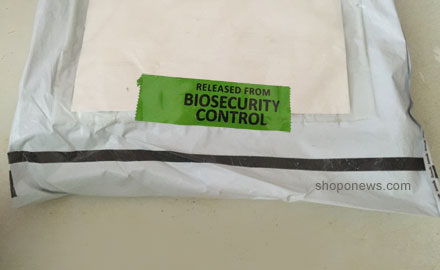 RELEASED FROM
BIOSECURITY
CONTROL
shoponews.com